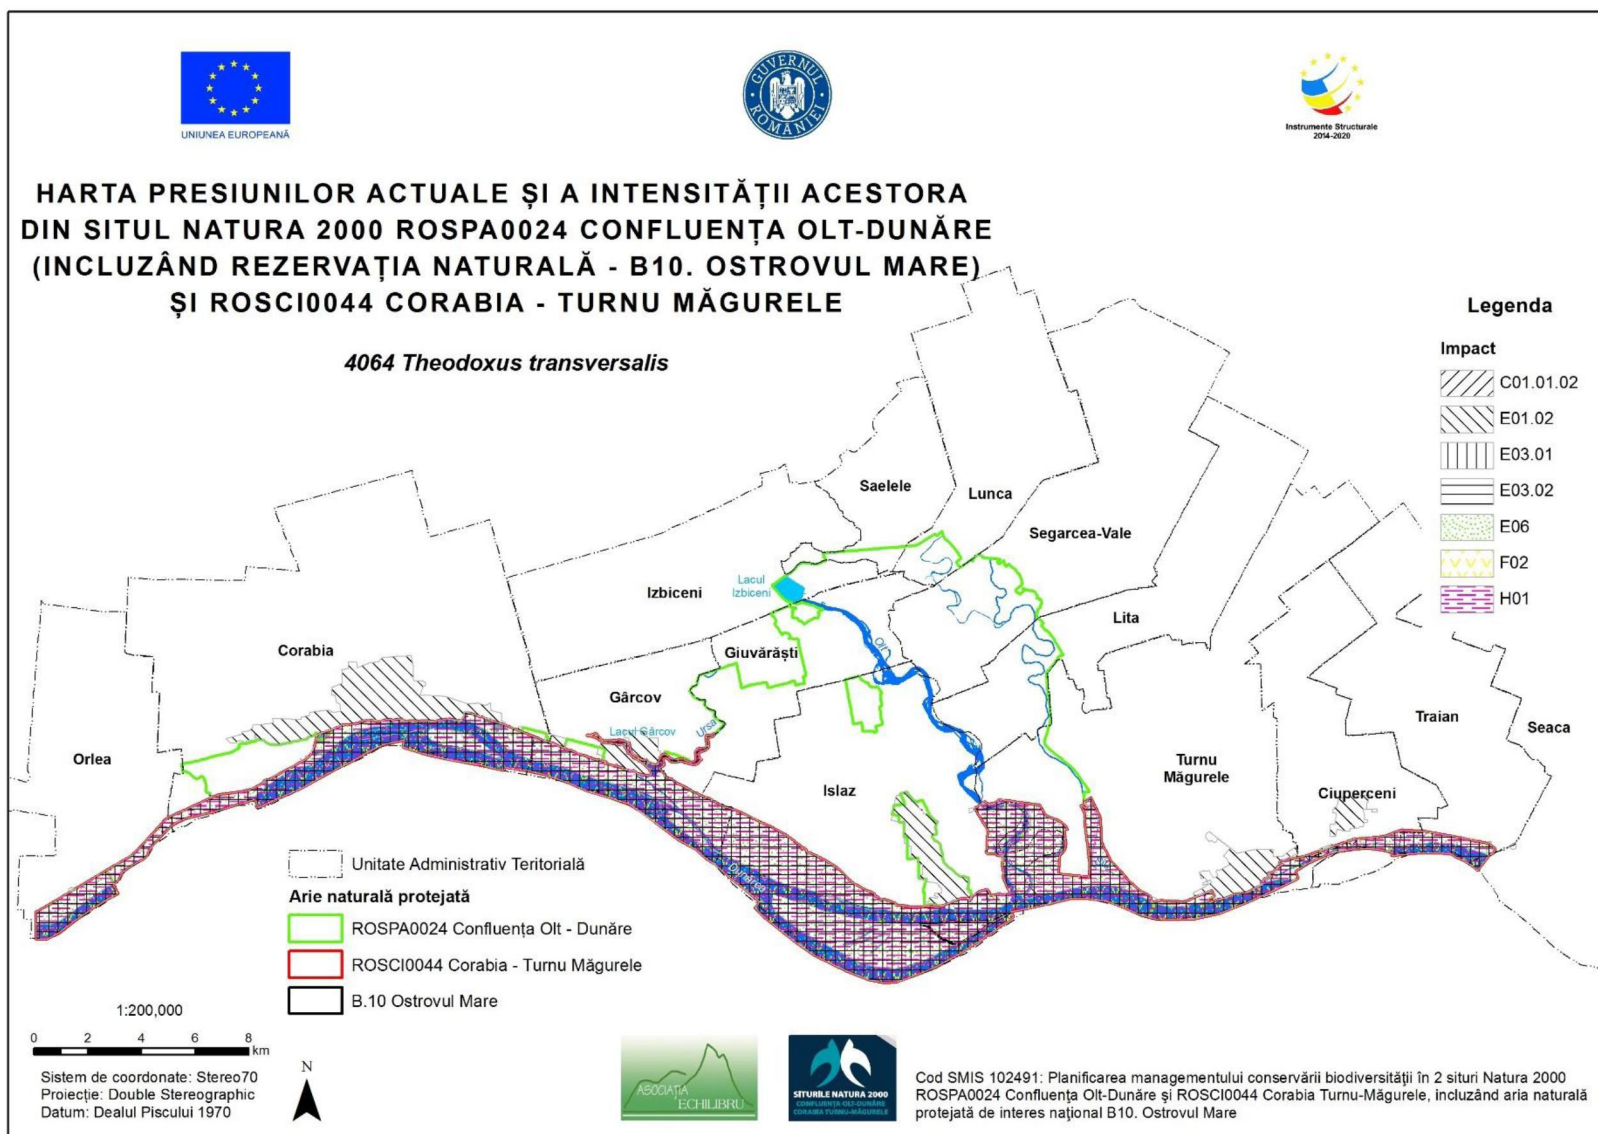 UNIUNEA EUROPEANĂ
GUVERNUL ROMÂNIEI
Instrumente Structurale
2014-2020
HARTA PRESIUNILOR ACTUALE ȘI A INTENSITĂȚII ACESTORA
DIN SITUL NATURA 2000 ROSPA0024 CONFLUENȚA OLT-DUNĂRE
(INCLUZÂND REZERVAȚIA NATURALĂ - B10. OSTROVUL MARE)
ȘI ROSCI0044 CORABIA - TURNU MĂGURELE
4064 Theodoxus transversalis
Legenda
Impact
C01.01.02
E01.02
E03.01
E03.02
E06
F02
H01
Saelele
Lunca
Segarcea-Vale
Lacul
Izbiceni
Izbiceni
Lita
Olt
Corabia
Giuvărăști
Gârcov
Ursa
Lacul Gârcov
Orlea
Traian
Seaca
Turnu
Măgurele
Islaz
Ciuperceni
Dunărea
Unitate Administrativ Teritorială
Arie naturală protejată
ROSPA0024 Confluența Olt - Dunăre
ROSCI0044 Corabia - Turnu Măgurele
B.10 Ostrovul Mare
1:200,000
0 2 4 6 8
km
N
Sistem de coordonate: Stereo70
Proiecție: Double Stereographic
Datum: Dealul Piscului 1970
ASOCIAȚIA
ECHILIBRU
SITURILE NATURA 2000
CONFLUENȚA OLT-DUNĂRE
CORABIA TURNU-MĂGURELE
Cod SMIS 102491: Planificarea managementului conservării biodiversității în 2 situri Natura 2000
ROSPA0024 Confluența Olt-Dunăre și ROSCI0044 Corabia Turnu-Măgurele, incluzând aria naturală
protejată de interes național B10. Ostrovul Mare